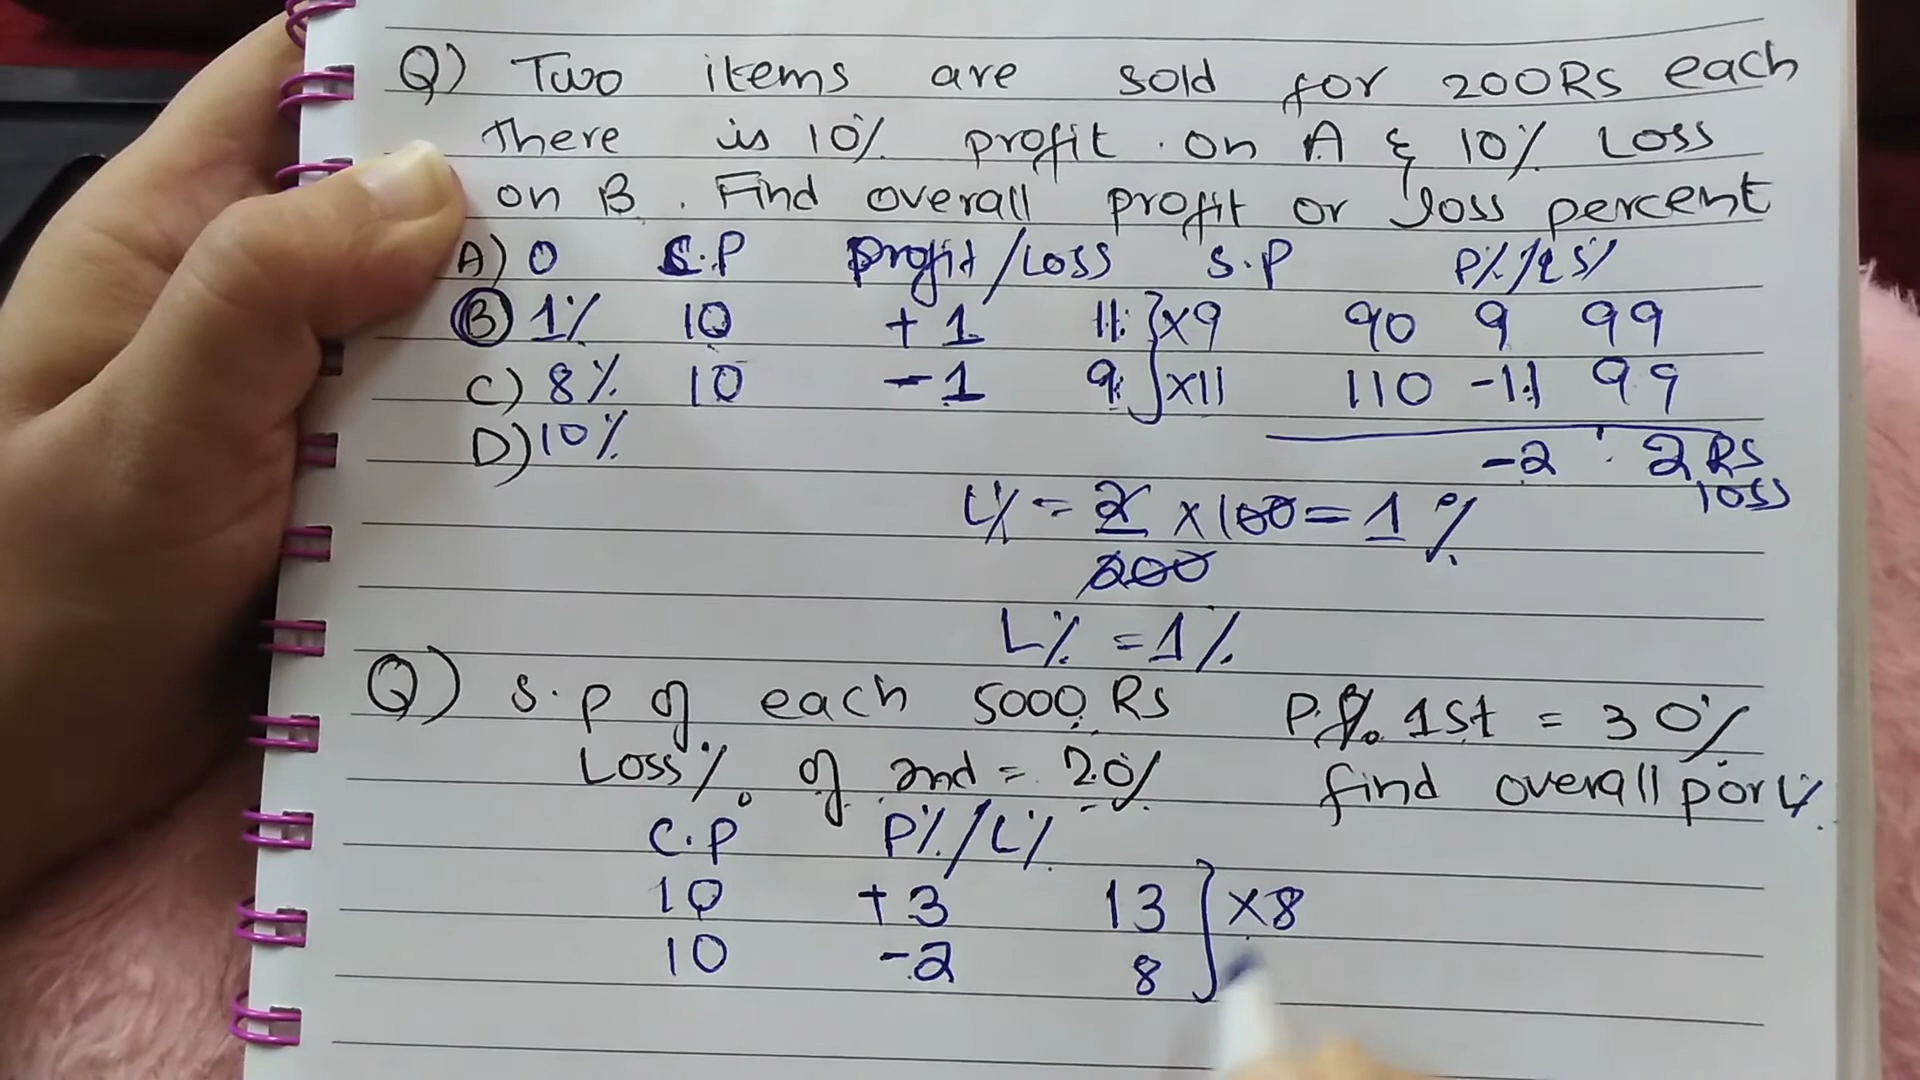 Q) Two items are sold for 200RS each
There is 10% profit . on A & 10% Loss
on B . Find overall profit or loss percent
A) 0 S.P Profit/Loss S.P P%/LS%
(B) 1% 10 +1 11 ×9 90 9 99
C) 8% 10 -1 9 ×11 110 -11 99
D) 10% -2 2 RS
loss
L% = 2/200 ×100 = 1%
L% = 1%
Q) S.P of each 5000 RS P.%. 1st = 30%
Loss% of 2nd = 20% find overall p or L%
C.P P%/L%
10 +3 13 ×8
10 -2 8